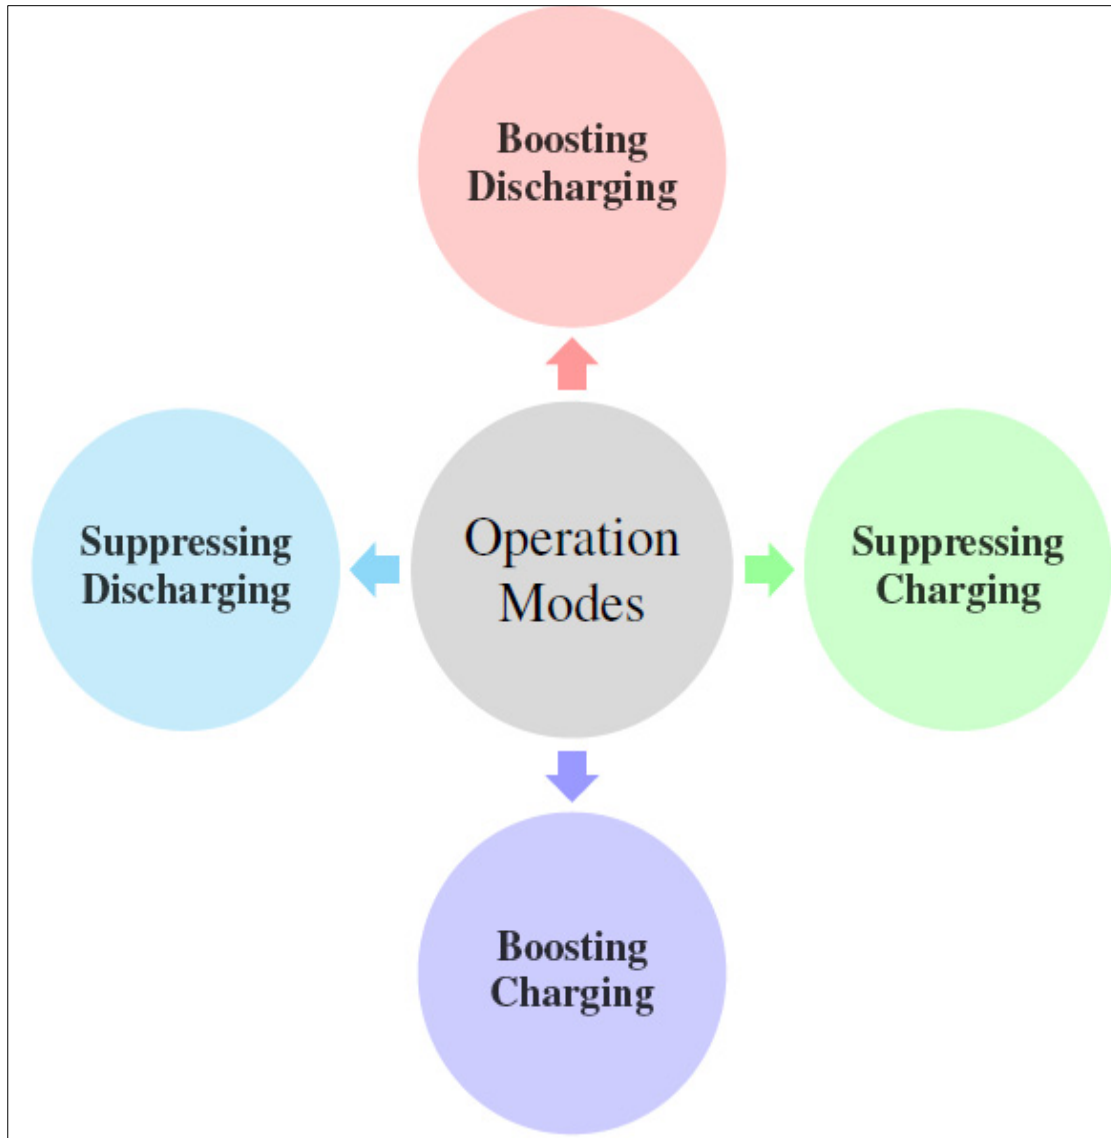 Boosting
Discharging
Suppressing
Discharging
Operation
Modes
Suppressing
Charging
Boosting
Charging